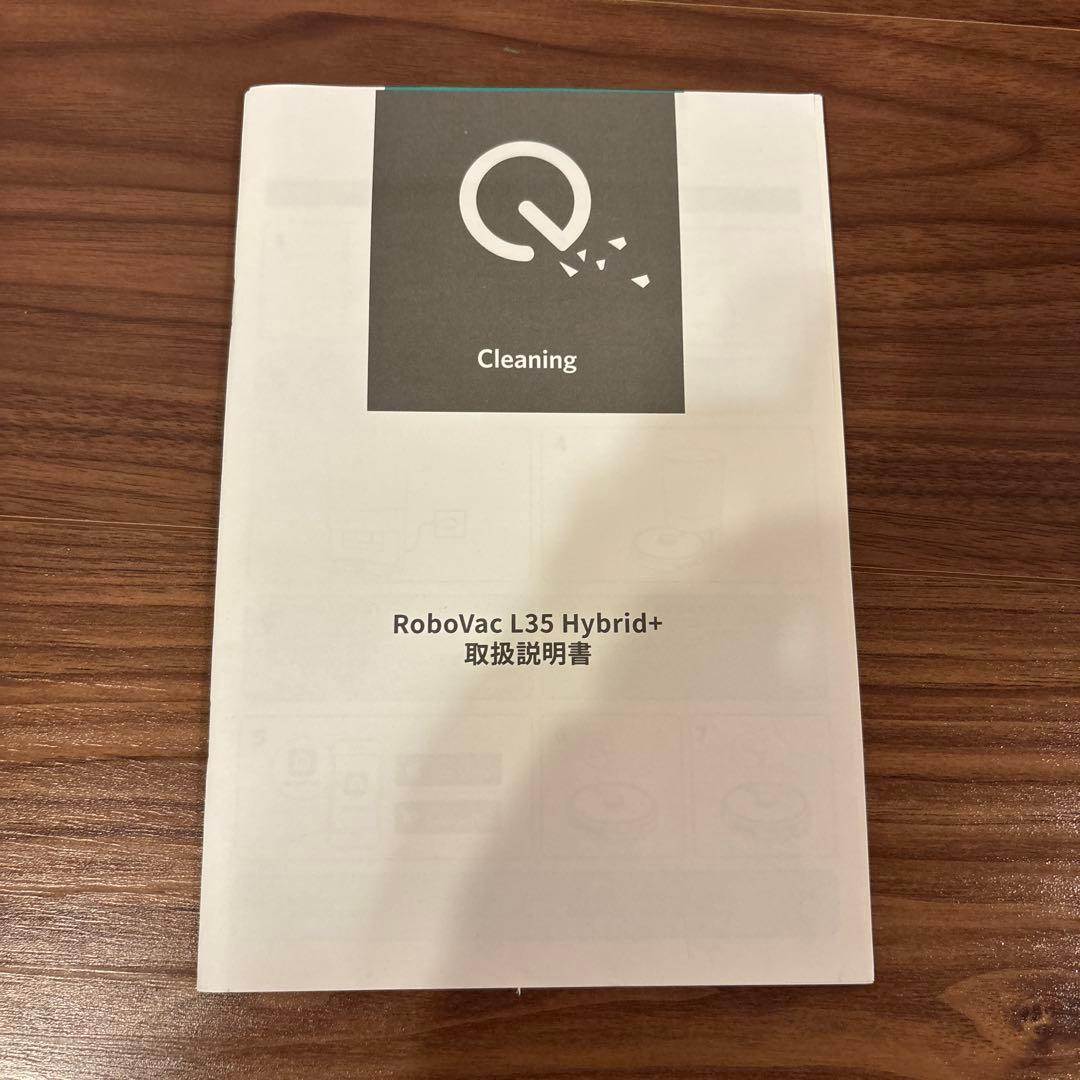 Cleaning
RoboVac L35 Hybrid+
取扱説明書